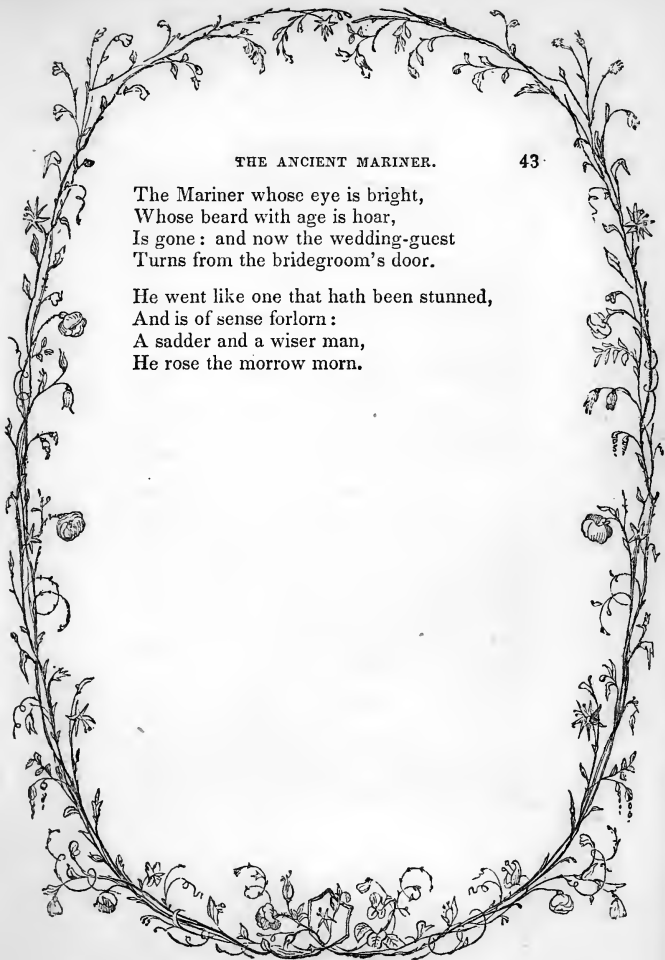 THE ANCIENT MARINER. 43
The Mariner whose eye is bright,
Whose beard with age is hoar,
Is gone: and now the wedding-guest
Turns from the bridegroom's door.
He went like one that hath been stunned,
And is of sense forlorn:
A sadder and a wiser man,
He rose the morrow morn.